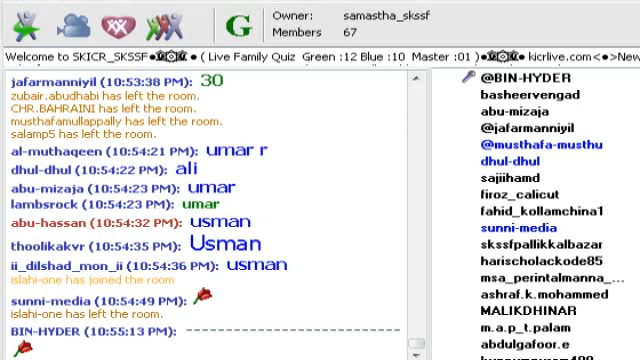 G
Owner: samastha_skssf
Members 67
Welcome to SKICR_SKSSF ( Live Family Quiz Green :12 Blue :10 Master :01 ) kicrlive.com<●>New
jafarmanniyil (10:53:38 PM): 30
zubair.abudhabi has left the room.
CHR.BAHRAINI has left the room.
musthafamullappally has left the room.
salamp5 has left the room.
al-muthaqeen (10:54:21 PM): umar r
dhul-dhul (10:54:22 PM): ali
abu-mizaja (10:54:23 PM): umar
lambsrock (10:54:23 PM): umar
abu-hassan (10:54:32 PM): usman
thoolikakvr (10:54:35 PM): Usman
ii_dilshad_mon_ii (10:54:36 PM): usman
islahi-one has joined the room
sunni-media (10:54:49 PM):
islahi-one has left the room.
BIN-HYDER (10:55:13 PM): --------------------------------
@BIN-HYDER
basheervengad
abu-mizaja
@jafarmanniyil
@musthafa-musthu
dhul-dhul
sajiihamd
firoz_calicut
fahid_kollamchina1
sunni-media
skssfpallikkalbazar
harischolackode85
msa_perintalmanna_...
ashraf.k.mohammed
MALIKDHINAR
m.a.p_t.palam
abdulgafoor.e